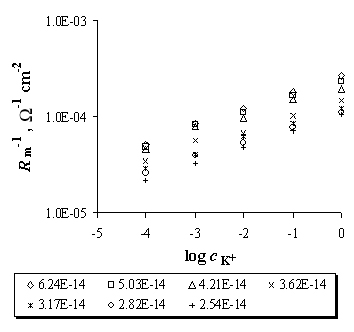 1.0E-03
1.0E-04
1.0E-05
R m -1 , Ω-1 cm-2
-5 -4 -3 -2 -1 0
log c K+
6.24E-14 5.03E-14 4.21E-14 3.62E-14
3.17E-14 2.82E-14 2.54E-14